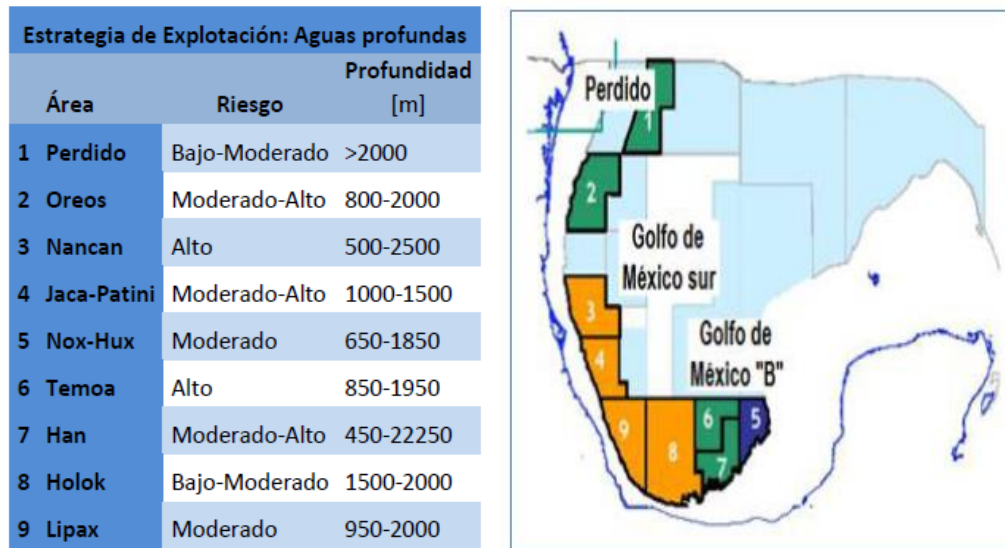 Estrategia de Explotación: Aguas profundas
Área Riesgo Profundidad [m]
1 Perdido Bajo-Moderado >2000
2 Oreos Moderado-Alto 800-2000
3 Nancan Alto 500-2500
4 Jaca-Patini Moderado-Alto 1000-1500
5 Nox-Hux Moderado 650-1850
6 Temoa Alto 850-1950
7 Han Moderado-Alto 450-22250
8 Holok Bajo-Moderado 1500-2000
9 Lipax Moderado 950-2000
Perdido
1
2
Golfo de
México sur
3
Golfo de
México "B"
4
9
8
6
5
7